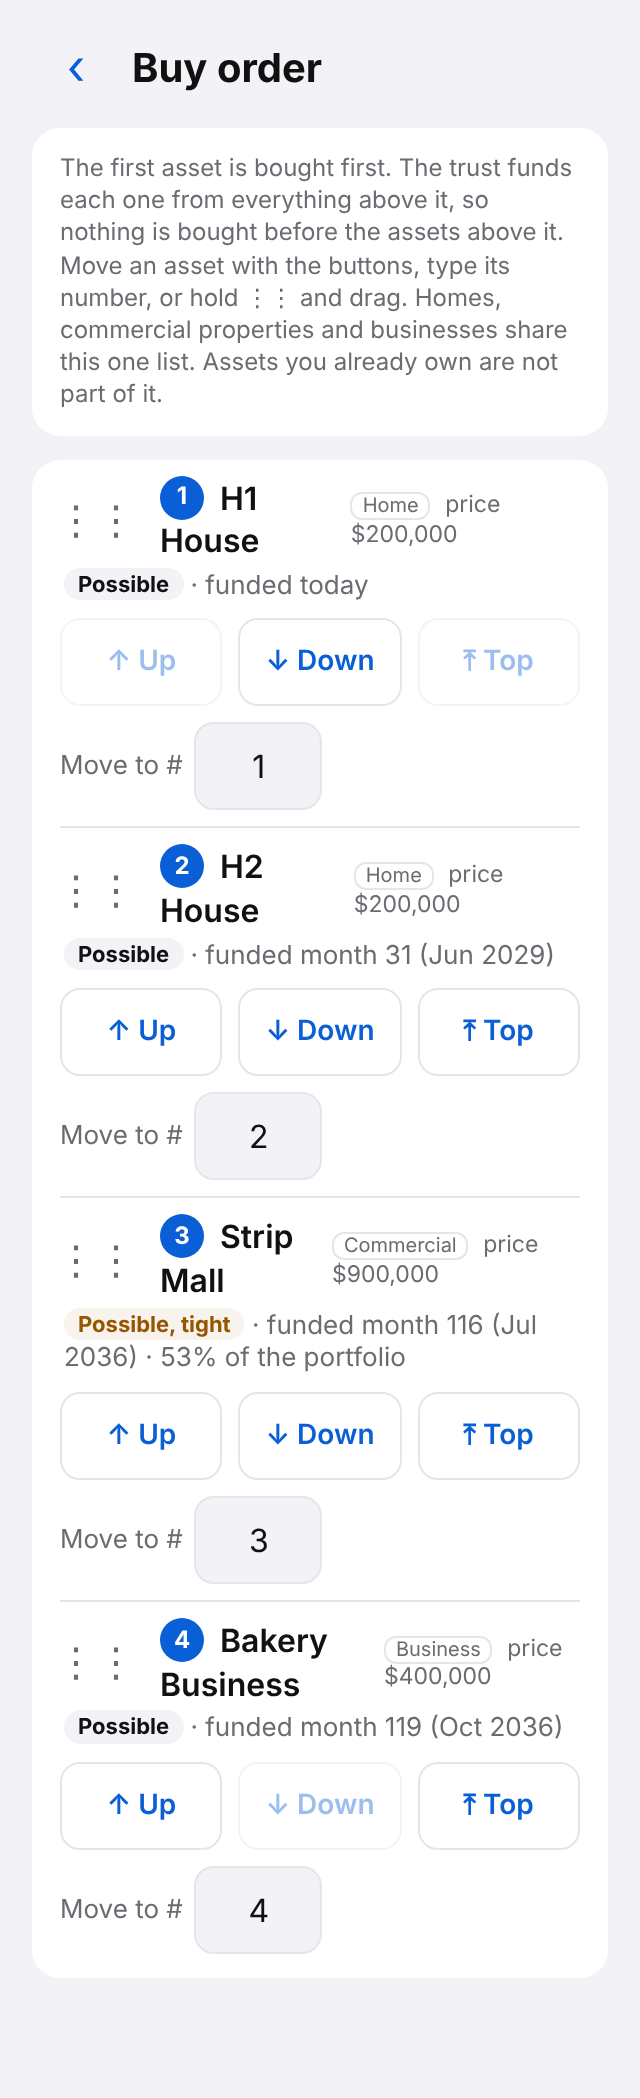 ‹ Buy order
The first asset is bought first. The trust funds
each one from everything above it, so
nothing is bought before the assets above it.
Move an asset with the buttons, type its
number, or hold ⋮⋮ and drag. Homes,
commercial properties and businesses share
this one list. Assets you already own are not
part of it.
⋮⋮ 1 H1 House Home price $200,000
Possible · funded today
↑ Up ↓ Down ⤒ Top
Move to # 1
⋮⋮ 2 H2 House Home price $200,000
Possible · funded month 31 (Jun 2029)
↑ Up ↓ Down ⤒ Top
Move to # 2
⋮⋮ 3 Strip Mall Commercial price $900,000
Possible, tight · funded month 116 (Jul
2036) · 53% of the portfolio
↑ Up ↓ Down ⤒ Top
Move to # 3
⋮⋮ 4 Bakery Business Business price $400,000
Possible · funded month 119 (Oct 2036)
↑ Up ↓ Down ⤒ Top
Move to # 4